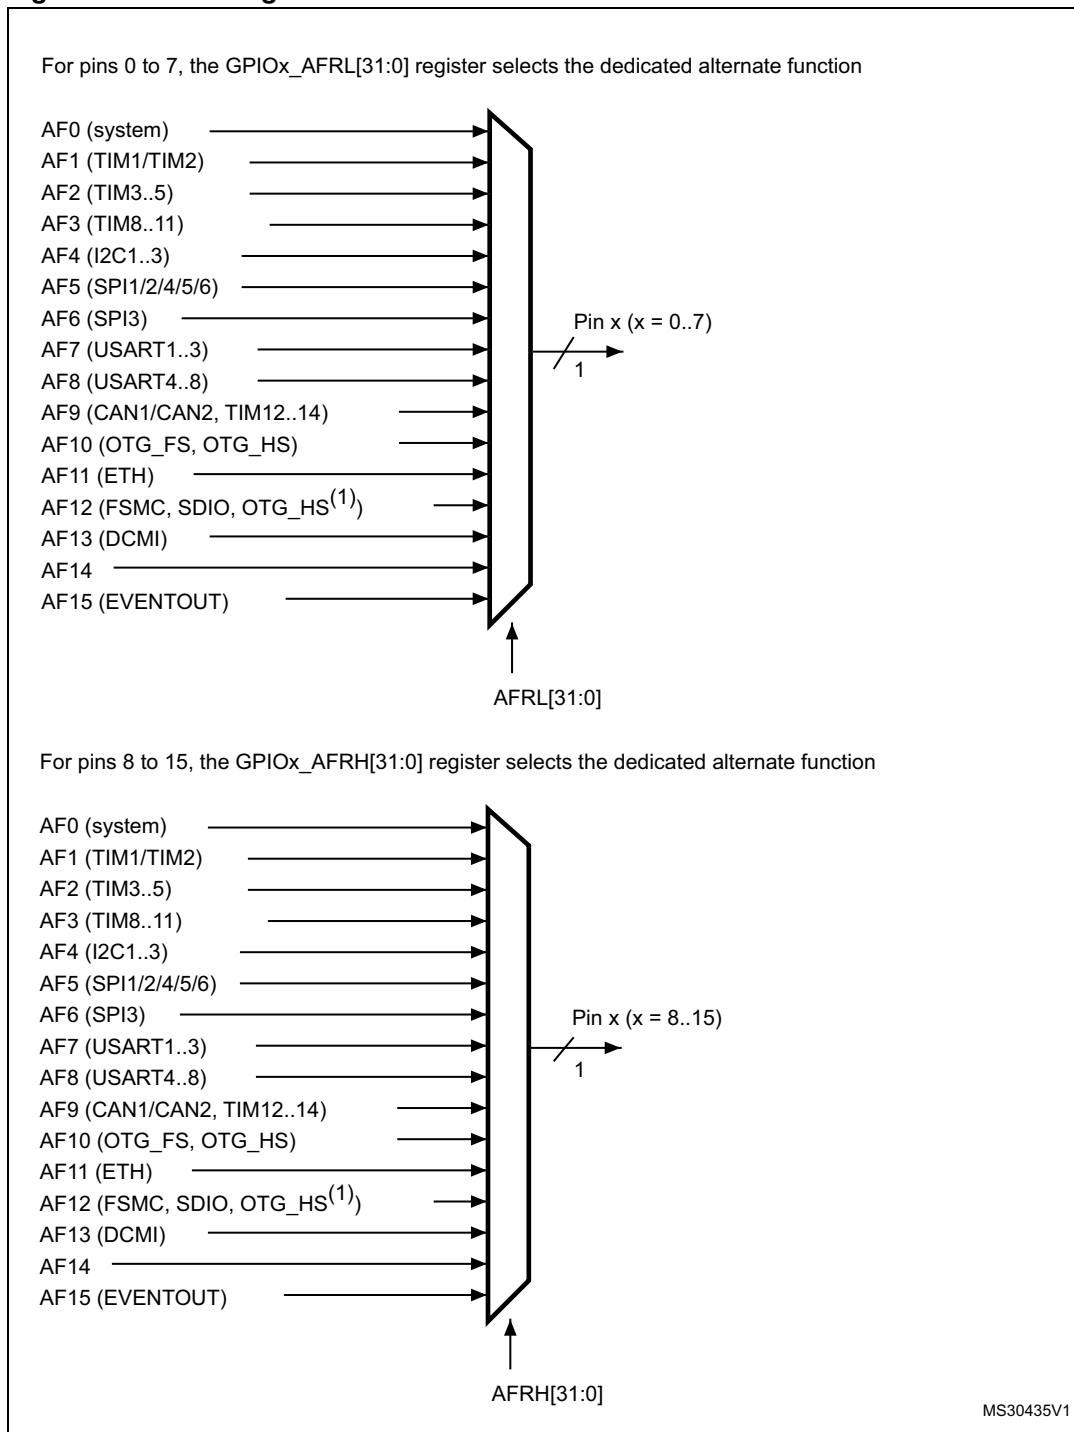 For pins 0 to 7, the GPIOx_AFRL[31:0] register selects the dedicated alternate function
AF0 (system)
AF1 (TIM1/TIM2)
AF2 (TIM3..5)
AF3 (TIM8..11)
AF4 (I2C1..3)
AF5 (SPI1/2/4/5/6)
AF6 (SPI3)
AF7 (USART1..3)
AF8 (USART4..8)
AF9 (CAN1/CAN2, TIM12..14)
AF10 (OTG_FS, OTG_HS)
AF11 (ETH)
AF12 (FSMC, SDIO, OTG_HS(1))
AF13 (DCMI)
AF14
AF15 (EVENTOUT)
Pin x (x = 0..7)
1
AFRL[31:0]
For pins 8 to 15, the GPIOx_AFRH[31:0] register selects the dedicated alternate function
AF0 (system)
AF1 (TIM1/TIM2)
AF2 (TIM3..5)
AF3 (TIM8..11)
AF4 (I2C1..3)
AF5 (SPI1/2/4/5/6)
AF6 (SPI3)
AF7 (USART1..3)
AF8 (USART4..8)
AF9 (CAN1/CAN2, TIM12..14)
AF10 (OTG_FS, OTG_HS)
AF11 (ETH)
AF12 (FSMC, SDIO, OTG_HS(1))
AF13 (DCMI)
AF14
AF15 (EVENTOUT)
Pin x (x = 8..15)
1
AFRH[31:0]
MS30435V1